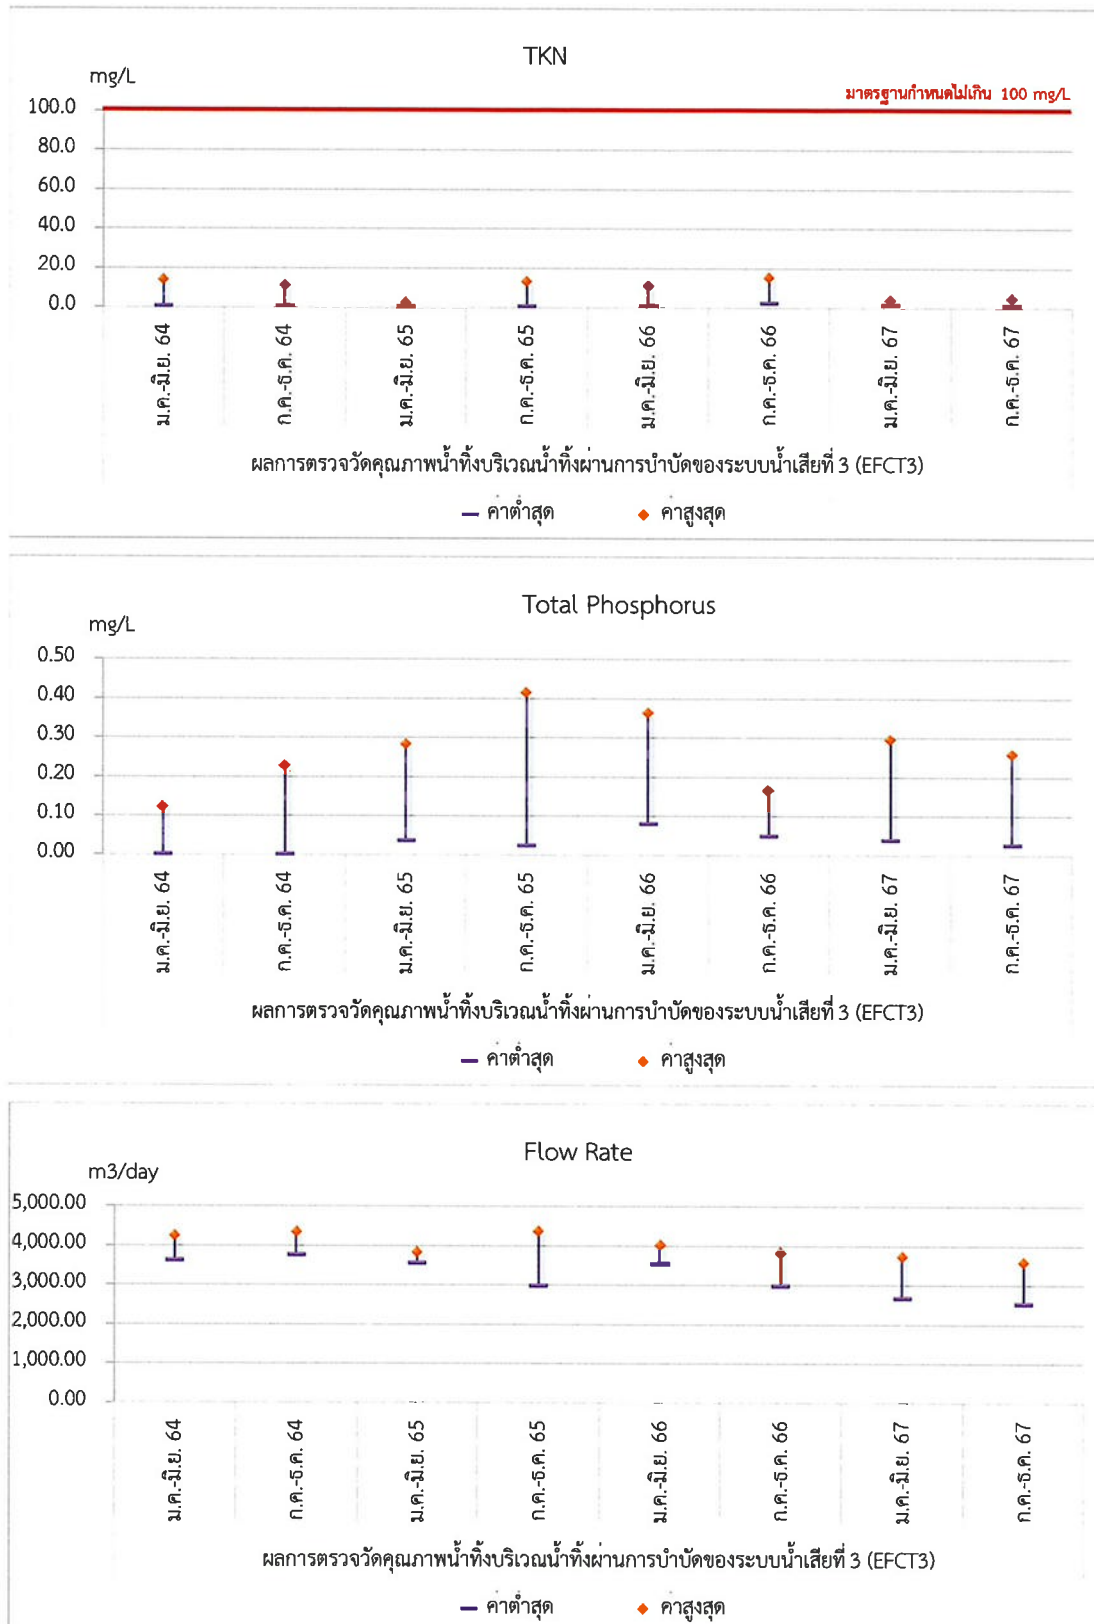 TKN
mg/L
มาตรฐานกำหนดไม่เกิน 100 mg/L
100.0
80.0
60.0
40.0
20.0
0.0
ม.ค.-มิ.ย. 64
ก.ค.-ธ.ค. 64
ม.ค.-มิ.ย. 65
ก.ค.-ธ.ค. 65
ม.ค.-มิ.ย. 66
ก.ค.-ธ.ค. 66
ม.ค.-มิ.ย. 67
ก.ค.-ธ.ค. 67
ผลการตรวจวัดคุณภาพน้ำทิ้งบริเวณน้ำทิ้งผ่านการบำบัดของระบบน้ำเสียที่ 3 (EFCT3)
ค่าต่ำสุด ค่าสูงสุด
Total Phosphorus
mg/L
0.50
0.40
0.30
0.20
0.10
0.00
ม.ค.-มิ.ย. 64
ก.ค.-ธ.ค. 64
ม.ค.-มิ.ย. 65
ก.ค.-ธ.ค. 65
ม.ค.-มิ.ย. 66
ก.ค.-ธ.ค. 66
ม.ค.-มิ.ย. 67
ก.ค.-ธ.ค. 67
ผลการตรวจวัดคุณภาพน้ำทิ้งบริเวณน้ำทิ้งผ่านการบำบัดของระบบน้ำเสียที่ 3 (EFCT3)
ค่าต่ำสุด ค่าสูงสุด
Flow Rate
m3/day
5,000.00
4,000.00
3,000.00
2,000.00
1,000.00
0.00
ม.ค.-มิ.ย. 64
ก.ค.-ธ.ค. 64
ม.ค.-มิ.ย. 65
ก.ค.-ธ.ค. 65
ม.ค.-มิ.ย. 66
ก.ค.-ธ.ค. 66
ม.ค.-มิ.ย. 67
ก.ค.-ธ.ค. 67
ผลการตรวจวัดคุณภาพน้ำทิ้งบริเวณน้ำทิ้งผ่านการบำบัดของระบบน้ำเสียที่ 3 (EFCT3)
ค่าต่ำสุด ค่าสูงสุด